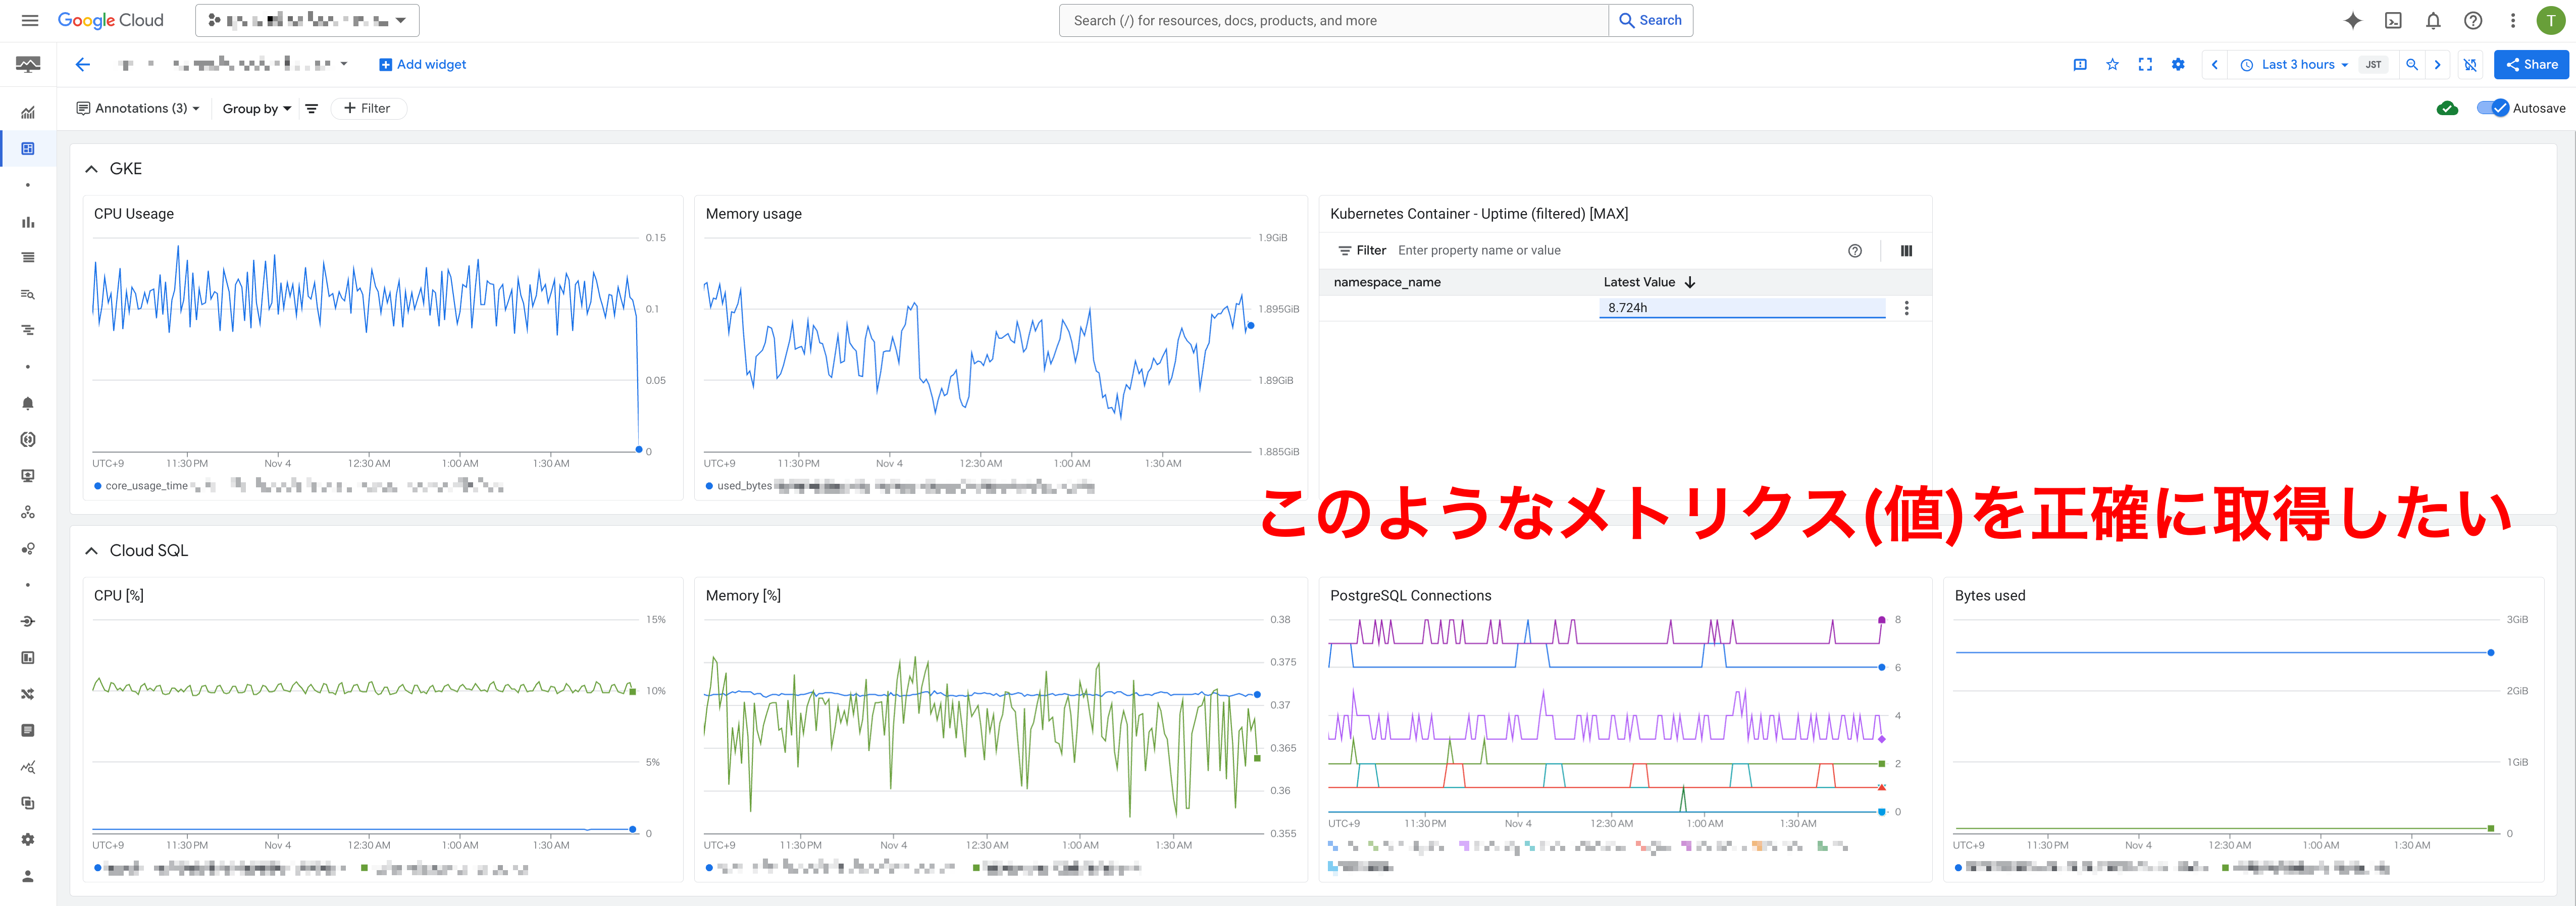 Google Cloud
Search (/) for resources, docs, products, and more
Search
T
Add widget
Last 3 hours
JST
Share
Annotations (3)
Group by
Filter
Autosave
GKE
CPU Useage
0.15
0.1
0.05
0
UTC+9 11:30 PM Nov 4 12:30 AM 1:00 AM 1:30 AM
core_usage_time
Memory usage
1.9GiB
1.895GiB
1.89GiB
1.885GiB
UTC+9 11:30 PM Nov 4 12:30 AM 1:00 AM 1:30 AM
used_bytes
Kubernetes Container - Uptime (filtered) [MAX]
Filter Enter property name or value
namespace_name Latest Value
8.724h
このようなメトリクス(値)を正確に取得したい
Cloud SQL
CPU [%]
15%
10%
5%
0
UTC+9 11:30 PM Nov 4 12:30 AM 1:00 AM 1:30 AM
Memory [%]
0.38
0.375
0.37
0.365
0.36
0.355
UTC+9 11:30 PM Nov 4 12:30 AM 1:00 AM 1:30 AM
PostgreSQL Connections
8
6
4
2
0
UTC+9 11:30 PM Nov 4 12:30 AM 1:00 AM 1:30 AM
Bytes used
3GiB
2GiB
1GiB
0
UTC+9 11:30 PM Nov 4 12:30 AM 1:00 AM 1:30 AM